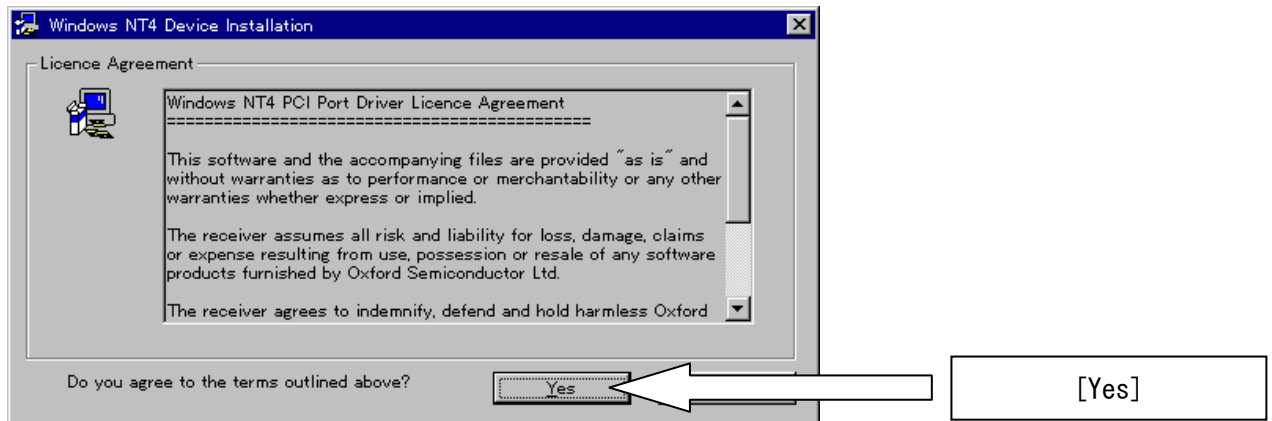 Windows NT4 Device Installation
Licence Agreement
Windows NT4 PCI Port Driver Licence Agreement
=============================================
This software and the accompanying files are provided "as is" and
without warranties as to performance or merchantability or any other
warranties whether express or implied.
The receiver assumes all risk and liability for loss, damage, claims
or expense resulting from use, possession or resale of any software
products furnished by Oxford Semiconductor Ltd.
The receiver agrees to indemnify, defend and hold harmless Oxford
Do you agree to the terms outlined above?
Yes
[Yes]